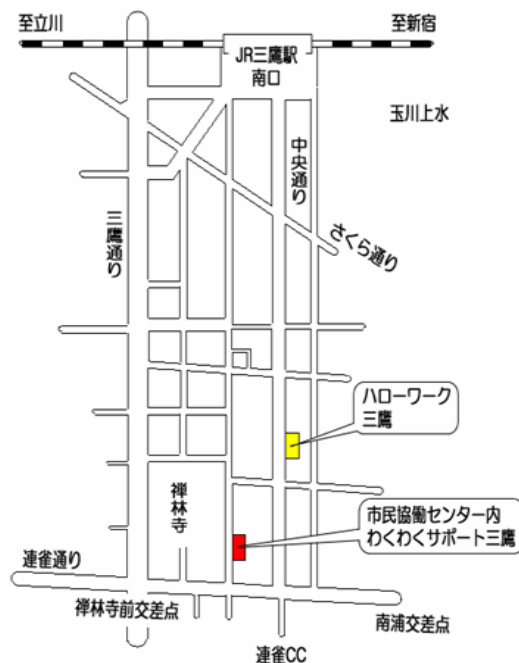 至立川
至新宿
JR三鷹駅
南口
玉川上水
中央通り
三鷹通り
さくら通り
ハローワーク
三鷹
禅林寺
市民協働センター内
わくわくサポート三鷹
連雀通り
禅林寺前交差点
南浦交差点
連雀CC